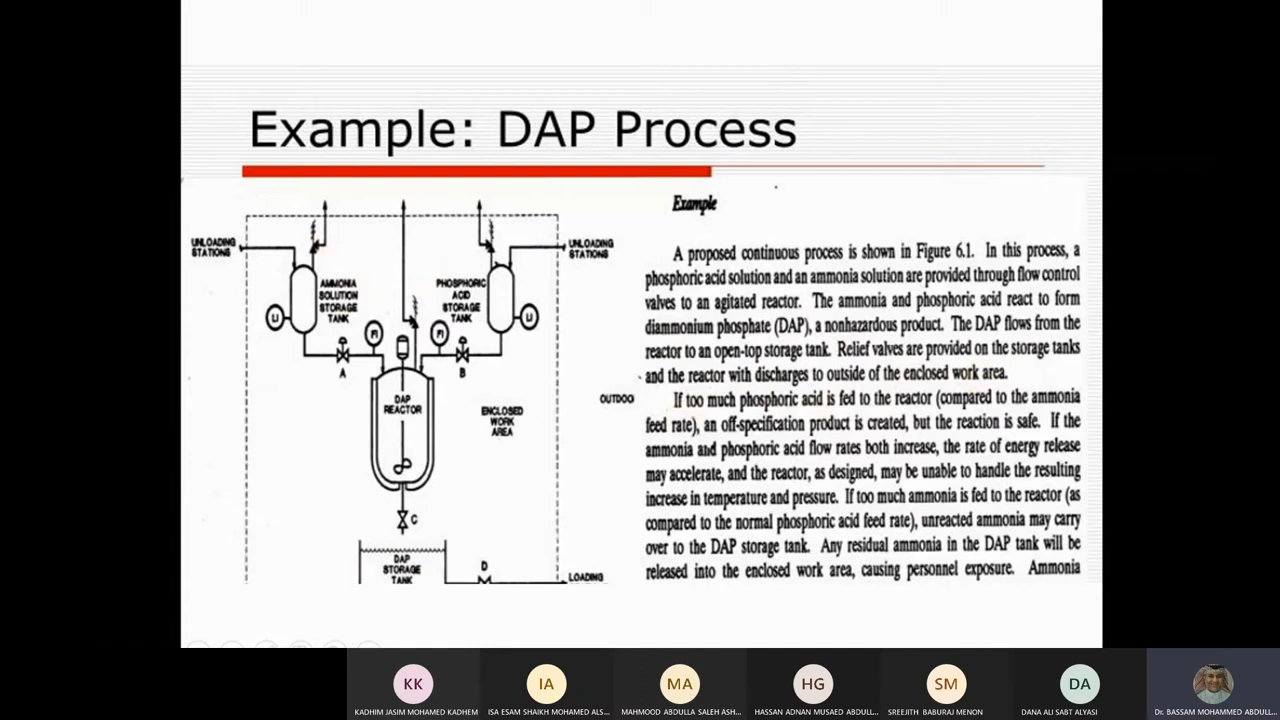 Example: DAP Process
UNLOADING
STATIONS
UNLOADING
STATIONS
AMMONIA
SOLUTION
STORAGE
TANK
PHOSPHORIC
ACID
STORAGE
TANK
LI
LI
FI
FI
A
B
DAP
REACTOR
ENCLOSED
WORK
AREA
OUTDOO
C
DAP
STORAGE
TANK
D
LOADING
Example
A proposed continuous process is shown in Figure 6.1. In this process, a
phosphoric acid solution and an ammonia solution are provided through flow control
valves to an agitated reactor. The ammonia and phosphoric acid react to form
diammonium phosphate (DAP), a nonhazardous product. The DAP flows from the
reactor to an open-top storage tank. Relief valves are provided on the storage tanks
and the reactor with discharges to outside of the enclosed work area.
If too much phosphoric acid is fed to the reactor (compared to the ammonia
feed rate), an off-specification product is created, but the reaction is safe. If the
ammonia and phosphoric acid flow rates both increase, the rate of energy release
may accelerate, and the reactor, as designed, may be unable to handle the resulting
increase in temperature and pressure. If too much ammonia is fed to the reactor (as
compared to the normal phosphoric acid feed rate), unreacted ammonia may carry
over to the DAP storage tank. Any residual ammonia in the DAP tank will be
released into the enclosed work area, causing personnel exposure. Ammonia
KK
IA
MA
HG
SM
DA
KADHIM JASIM MOHAMED KADHEM
ISA ESAM SHAIKH MOHAMED ALS...
MAHMOOD ABDULLA SALEH ASH...
HASSAN ADNAN MUSAED ABDULL...
SREEJITH BABURAJ MENON
DANA ALI SABT ALYASI
Dr. BASSAM MOHAMMED ABDULL...